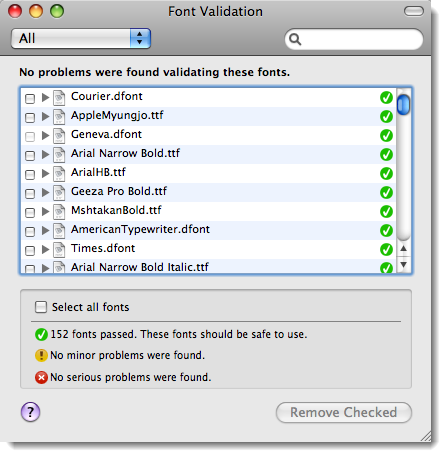 Font Validation
All
No problems were found validating these fonts.
Courier.dfont
AppleMyungjo.ttf
Geneva.dfont
Arial Narrow Bold.ttf
ArialHB.ttf
Geeza Pro Bold.ttf
MshtakanBold.ttf
AmericanTypewriter.dfont
Times.dfont
Arial Narrow Bold Italic.ttf
Select all fonts
152 fonts passed. These fonts should be safe to use.
No minor problems were found.
No serious problems were found.
?
Remove Checked